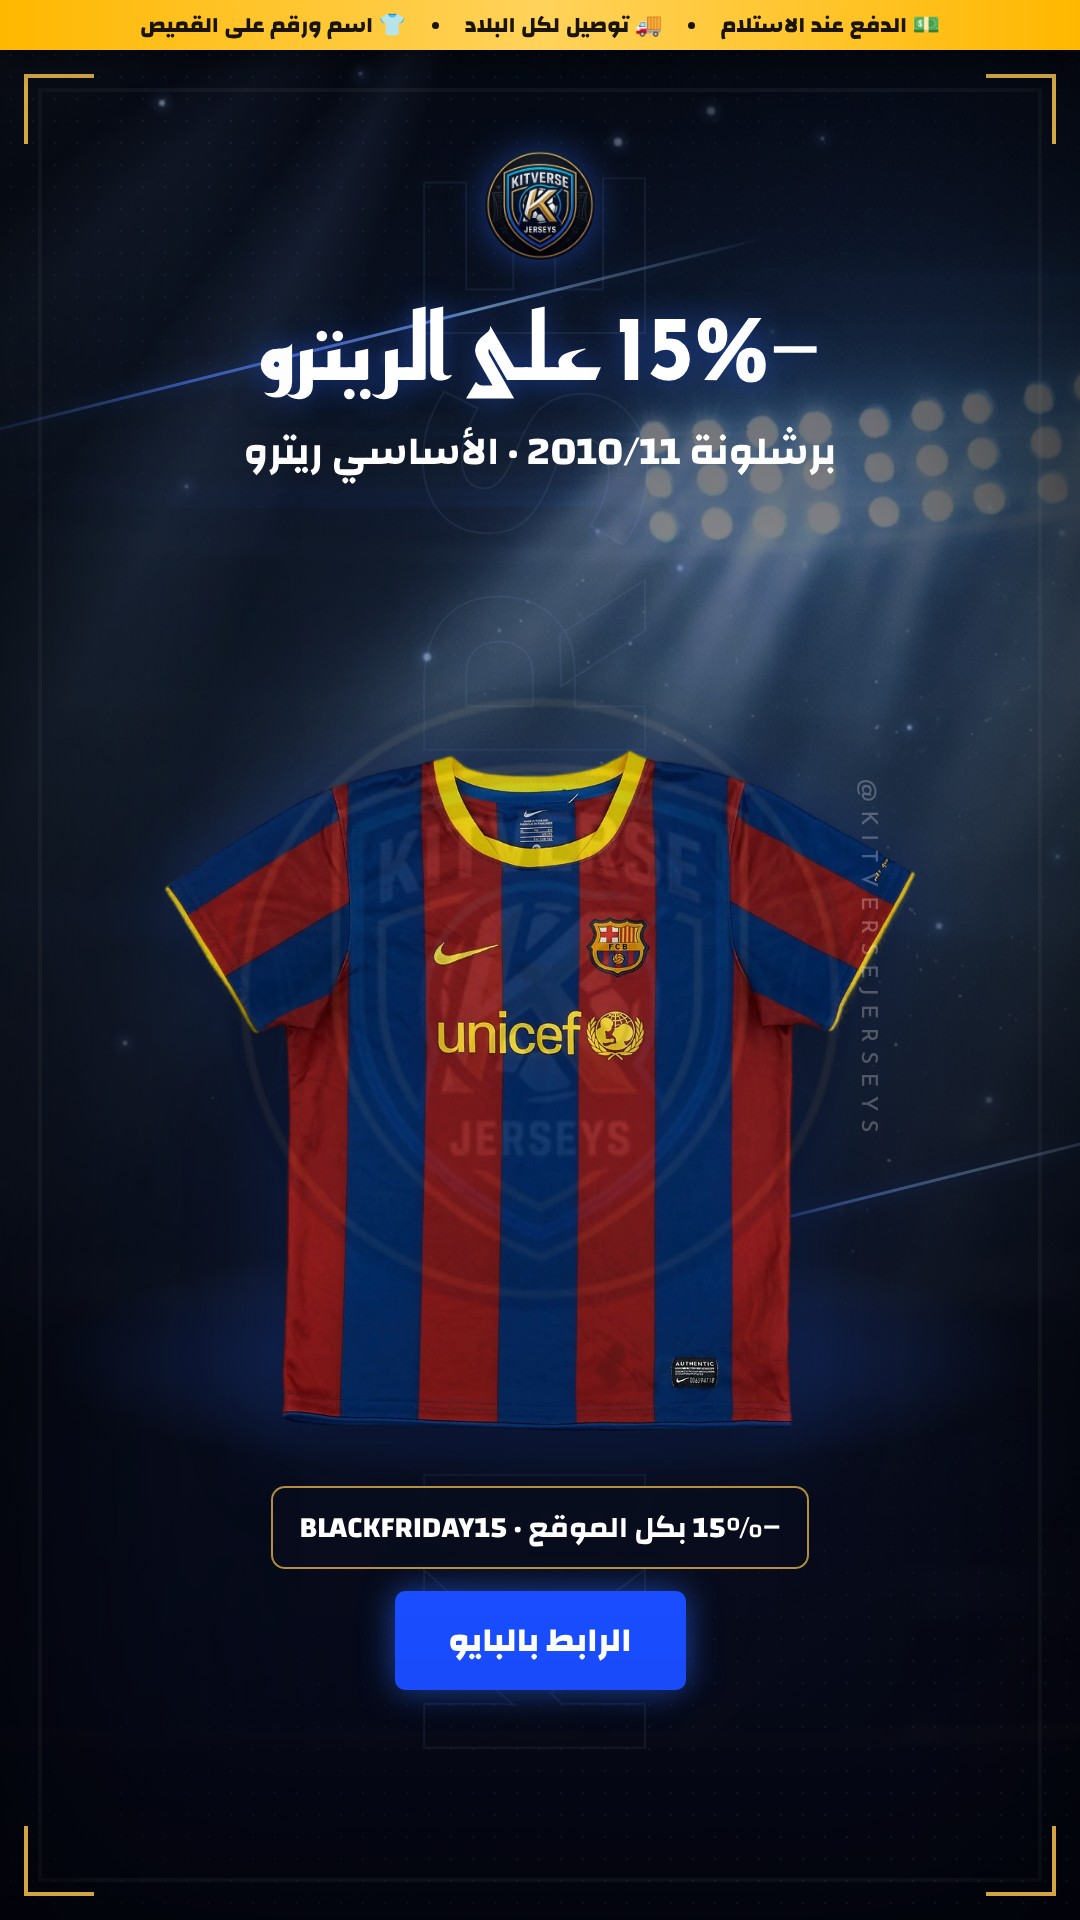 💵 الدفع عند الاستلام • 🚚 توصيل لكل البلاد • 👕 اسم ورقم على القميص
KITVERSE
K
JERSEYS
−15% على الريترو
برشلونة 2010/11 · الأساسي ريترو
@KITVERSEJERSEYS
KITVERSE
K
JERSEYS
FCB
unicef
AUTHENTIC
−15% بكل الموقع · BLACKFRIDAY15
الرابط بالبايو